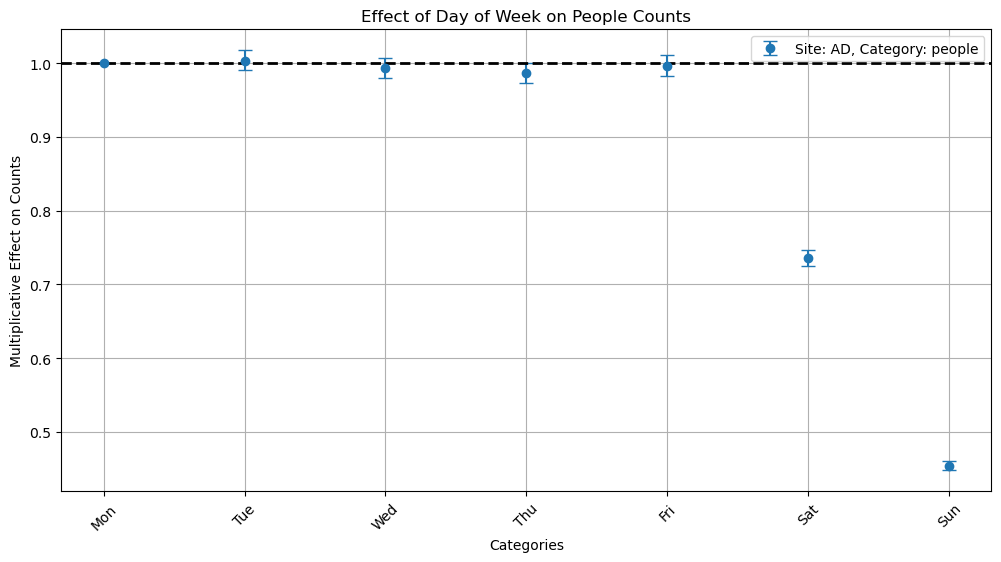 Effect of Day of Week on People Counts
Site: AD, Category: people
Multiplicative Effect on Counts
1.0
0.9
0.8
0.7
0.6
0.5
Mon
Tue
Wed
Thu
Fri
Sat
Sun
Categories